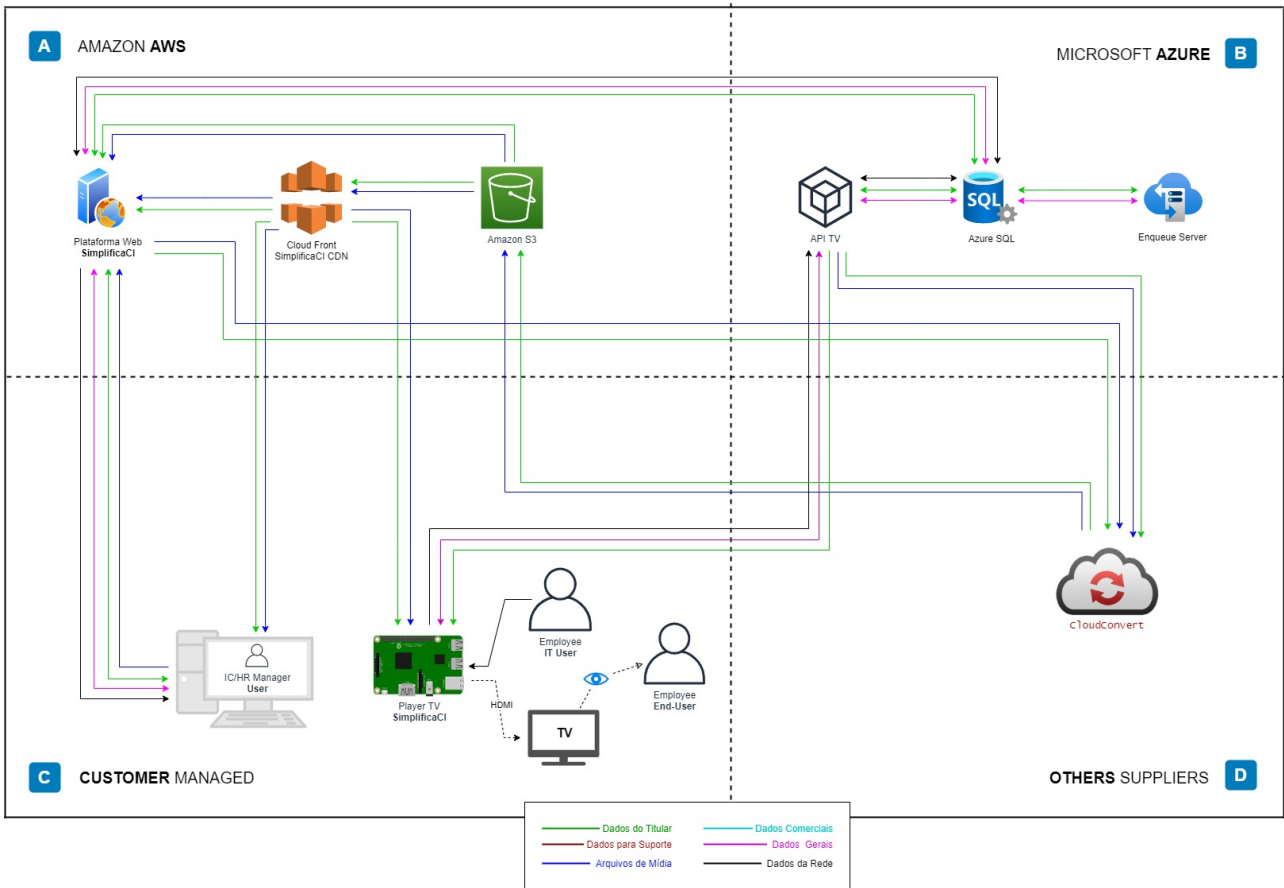 A
AMAZON AWS
MICROSOFT AZURE
B
Plataforma Web
SimplificaCI
Cloud Front
SimplificaCI CDN
Amazon S3
API TV
SQL
Azure SQL
Enqueue Server
CloudConvert
IC/HR Manager
User
Player TV
SimplificaCI
HDMI
Employee
IT User
TV
Employee
End-User
C
CUSTOMER MANAGED
OTHERS SUPPLIERS
D
Dados do Titular
Dados Comerciais
Dados para Suporte
Dados Gerais
Arquivos de Mídia
Dados da Rede